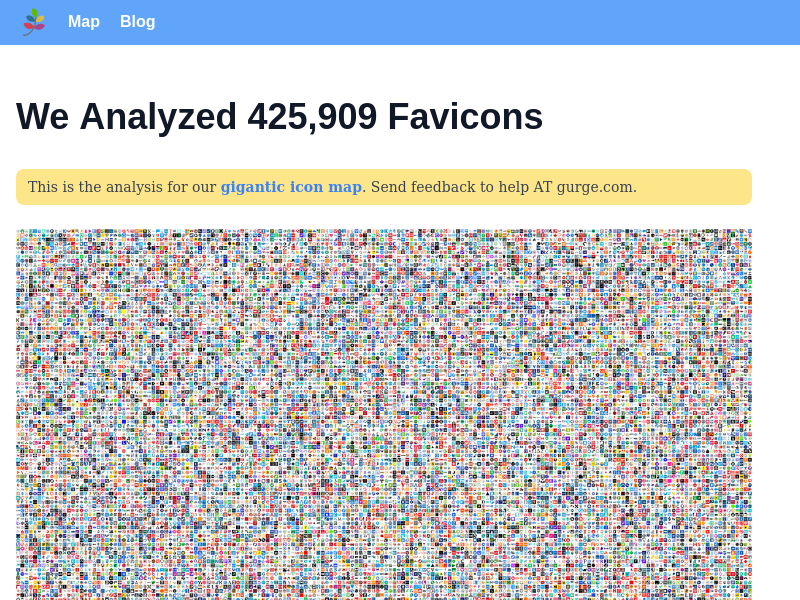 Map Blog
We Analyzed 425,909 Favicons
This is the analysis for our gigantic icon map. Send feedback to help AT gurge.com.